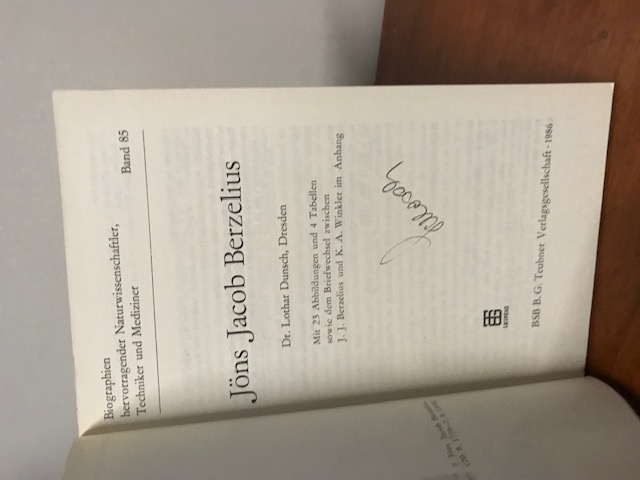 Biographien
hervorragender Naturwissenschaftler,
Techniker und Mediziner
Band 85
Jöns Jacob Berzelius
Dr. Lothar Dunsch, Dresden
Mit 23 Abbildungen und 4 Tabellen
sowie dem Briefwechsel zwischen
J. J. Berzelius und K. A. Winkler im Anhang
LEIPZIG
BSB B. G. Teubner Verlagsgesellschaft · 1986